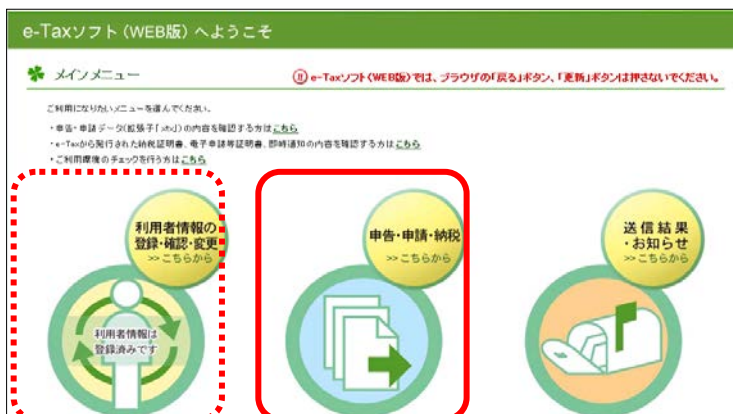 e-Taxソフト（WEB版）へようこそ
メインメニュー
!! e-Taxソフト(WEB版)では、ブラウザの「戻る」ボタン、「更新」ボタンは押さないでください。
ご利用になりたいメニューを選んでください。
・申告・申請データ(拡張子「.xtx」)の内容を確認する方はこちら
・e-Taxから発行された納税証明書、電子申請等証明書、即時通知の内容を確認する方はこちら
・ご利用環境のチェックを行う方はこちら
利用者情報の
登録・確認・変更
>>こちらから
利用者情報は
登録済みです
申告・申請・納税
>>こちらから
送信結果
・お知らせ
>>こちらから